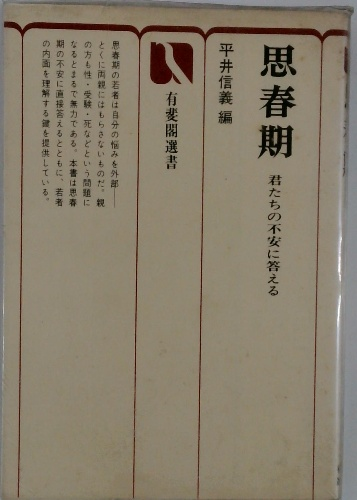 思春期
君たちの不安に答える
平井信義 編
有斐閣選書
思春期の若者は自分の悩みを外部――
とくに両親にはもらさないものだ。親
の方も性・受験・死などという問題に
なるとまるで無力である。本書は思春
期の不安に直接答えるとともに、若者
の内面を理解する鍵を提供している。